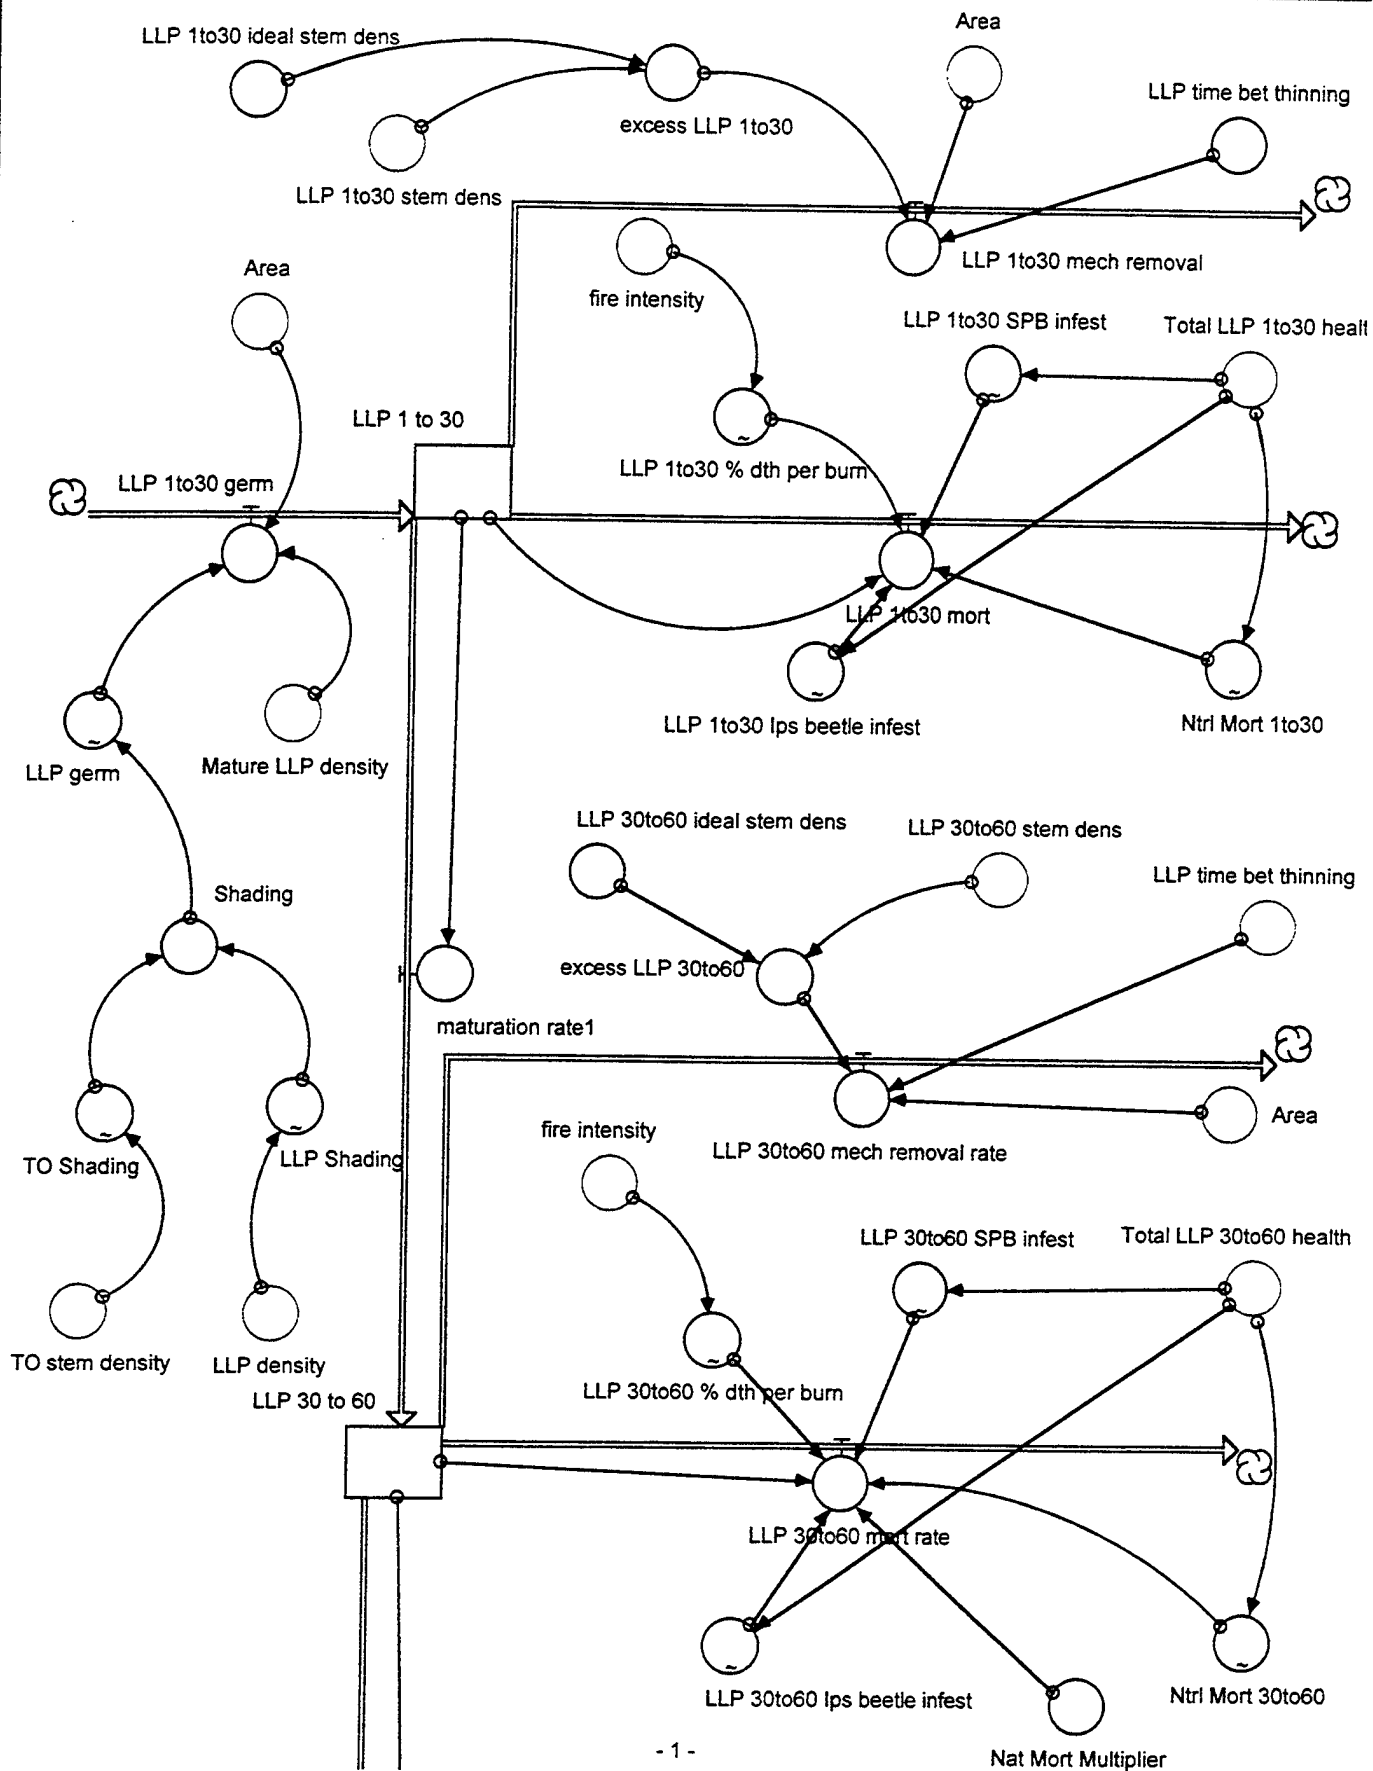 Area
LLP 1to30 ideal stem dens
LLP time bet thinning
excess LLP 1to30
LLP 1to30 stem dens
LLP 1to30 mech removal
Area
fire intensity
LLP 1to30 SPB infest
Total LLP 1to30 healt
LLP 1 to 30
LLP 1to30 % dth per burn
LLP 1to30 germ
LLP 1to30 mort
LLP 1to30 Ips beetle infest
Ntrl Mort 1to30
LLP germ
Mature LLP density
LLP 30to60 ideal stem dens
LLP 30to60 stem dens
LLP time bet thinning
Shading
excess LLP 30to60
maturation rate1
Area
fire intensity
LLP 30to60 mech removal rate
TO Shading
LLP Shading
LLP 30to60 SPB infest
Total LLP 30to60 health
TO stem density
LLP density
LLP 30 to 60
LLP 30to60 % dth per burn
LLP 30to60 mort rate
LLP 30to60 Ips beetle infest
Ntrl Mort 30to60
- 1 -
Nat Mort Multiplier